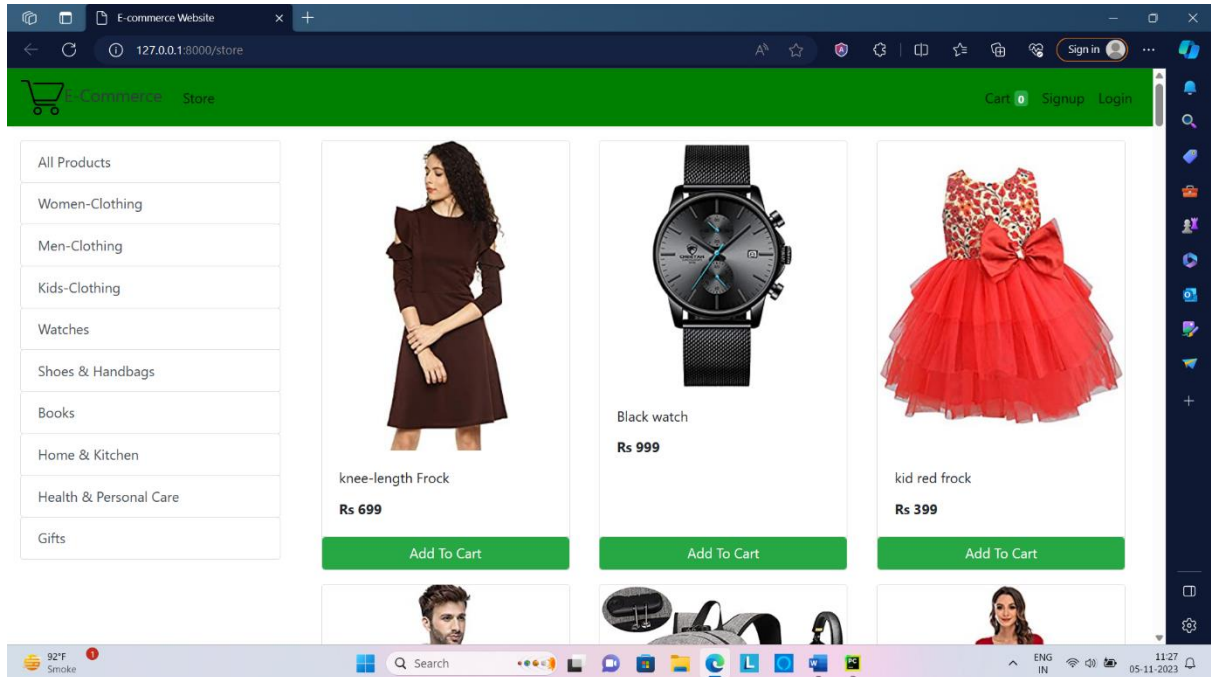 E-commerce Website
127.0.0.1:8000/store
Sign in
E-Commerce Store Cart 0 Signup Login
All Products
Women-Clothing
Men-Clothing
Kids-Clothing
Watches
Shoes & Handbags
Books
Home & Kitchen
Health & Personal Care
Gifts
knee-length Frock
Rs 699
Add To Cart
Black watch
Rs 999
Add To Cart
kid red frock
Rs 399
Add To Cart
92°F
Smoke
1
Search
ENG
IN
11:27
05-11-2023